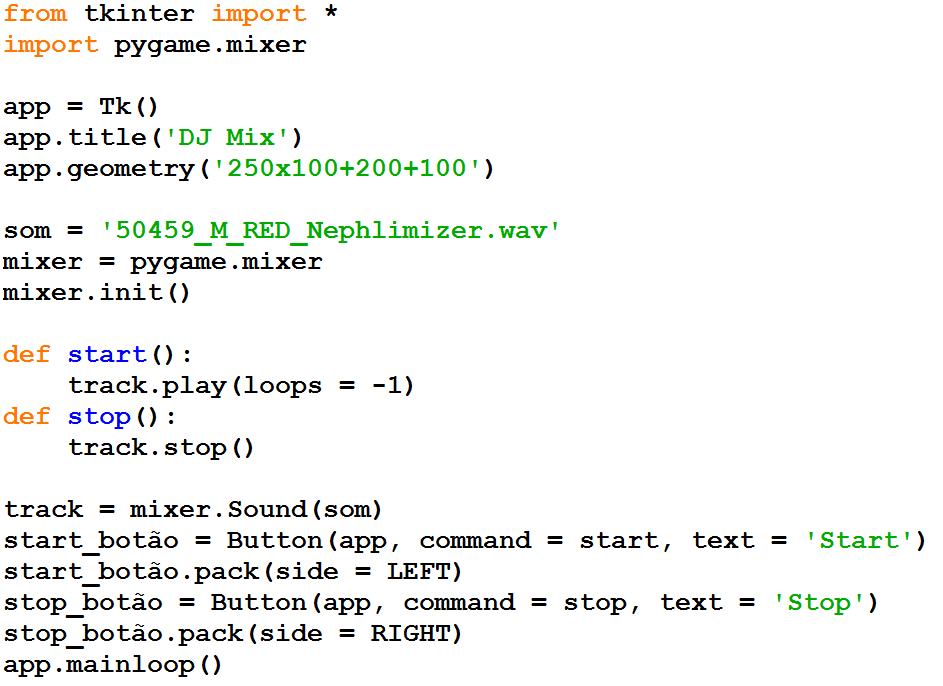 from tkinter import *
import pygame.mixer

app = Tk()
app.title('DJ Mix')
app.geometry('250x100+200+100')

som = '50459_M_RED_Nephlimizer.wav'
mixer = pygame.mixer
mixer.init()

def start():
    track.play(loops = -1)
def stop():
    track.stop()

track = mixer.Sound(som)
start_botão = Button(app, command = start, text = 'Start')
start_botão.pack(side = LEFT)
stop_botão = Button(app, command = stop, text = 'Stop')
stop_botão.pack(side = RIGHT)
app.mainloop()